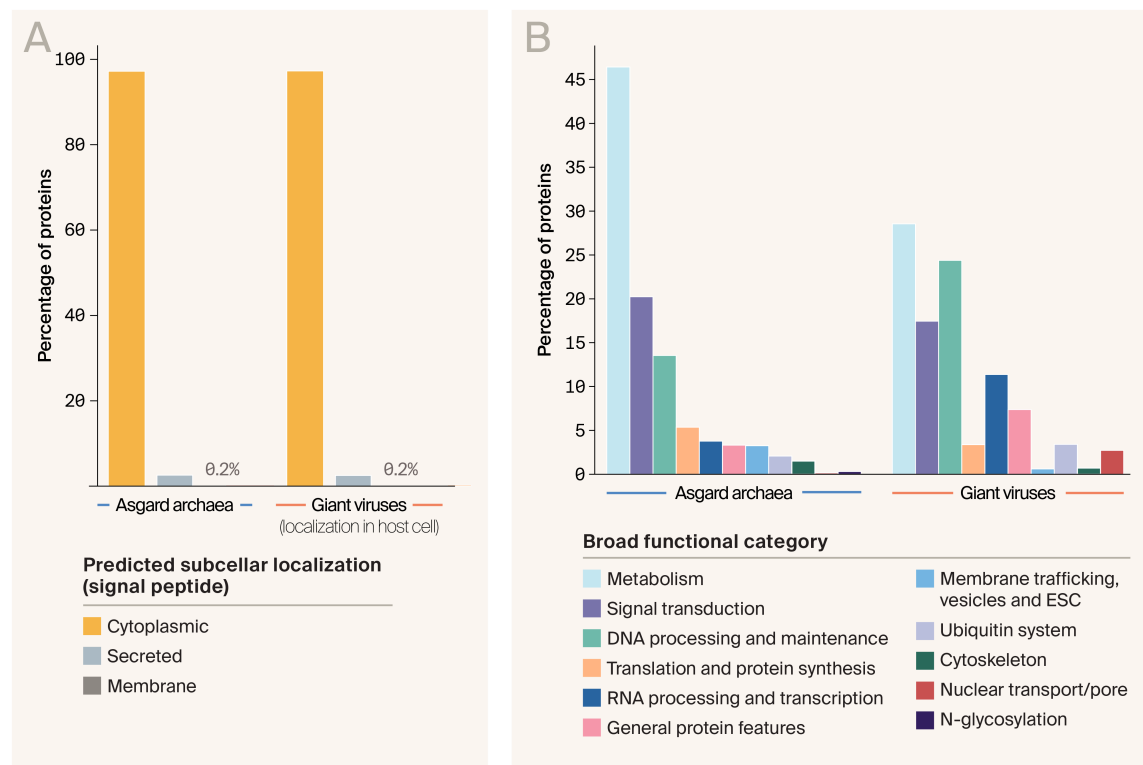 A
Percentage of proteins
100
80
60
40
20
0.2%
0.2%
Asgard archaea
Giant viruses
(localization in host cell)
Predicted subcellar localization
(signal peptide)
Cytoplasmic
Secreted
Membrane
B
Percentage of proteins
45
40
35
30
25
20
15
10
5
0
Asgard archaea
Giant viruses
Broad functional category
Metabolism
Signal transduction
DNA processing and maintenance
Translation and protein synthesis
RNA processing and transcription
General protein features
Membrane trafficking,
vesicles and ESC
Ubiquitin system
Cytoskeleton
Nuclear transport/pore
N-glycosylation